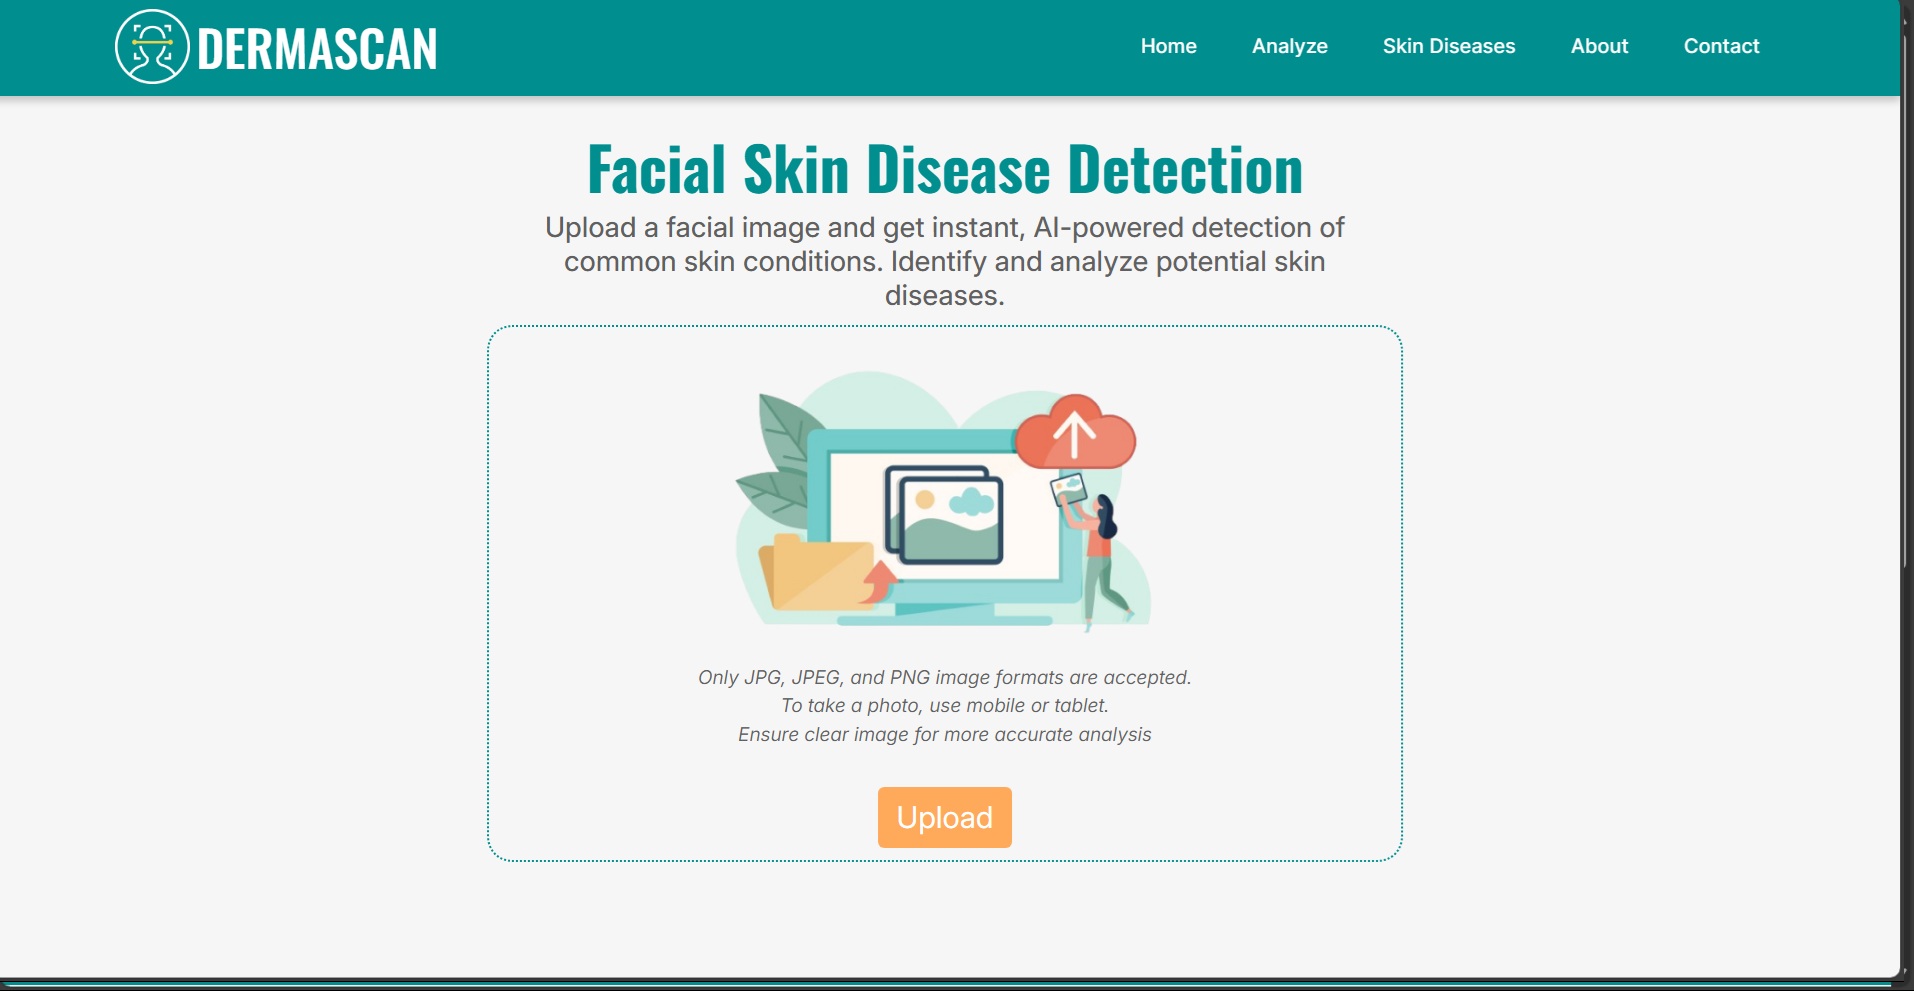 DERMASCAN
Home
Analyze
Skin Diseases
About
Contact
Facial Skin Disease Detection
Upload a facial image and get instant, AI-powered detection of
common skin conditions. Identify and analyze potential skin
diseases.
Only JPG, JPEG, and PNG image formats are accepted.
To take a photo, use mobile or tablet.
Ensure clear image for more accurate analysis
Upload